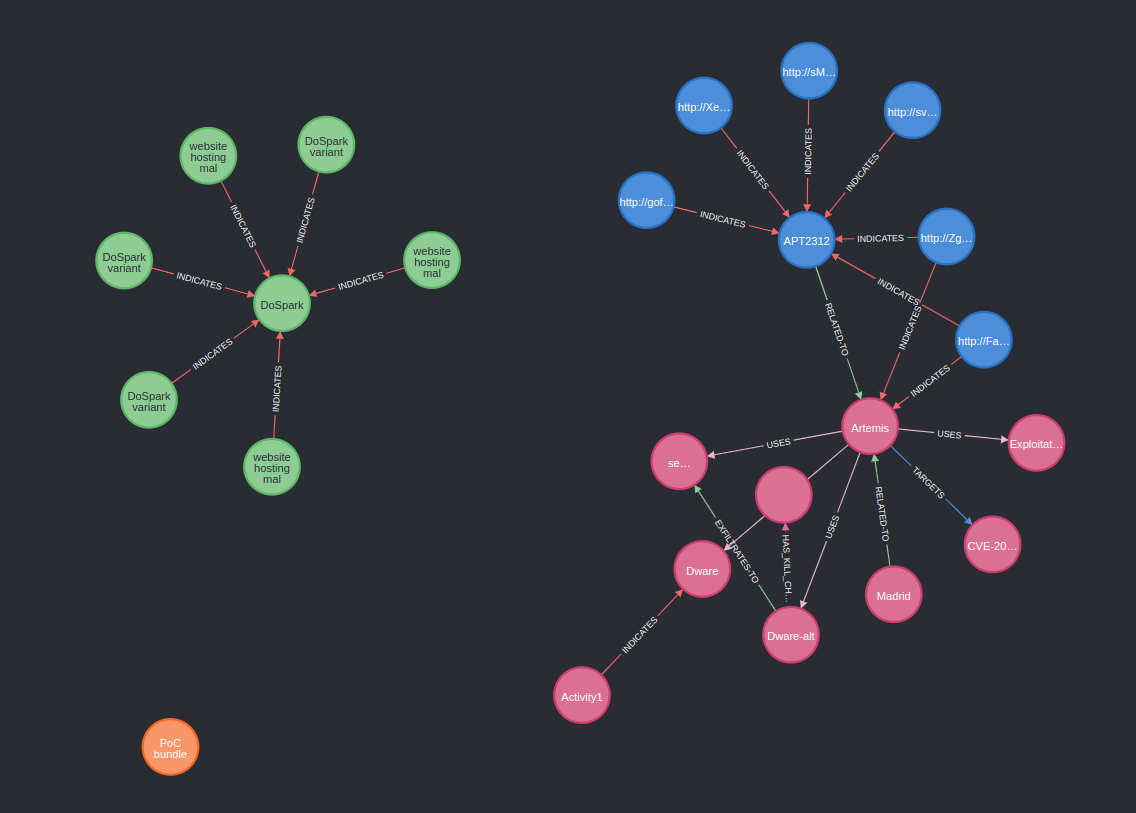 http://sM…
http://Xe…
http://sv…
INDICATES
INDICATES
INDICATES
http://gof…
INDICATES
APT2312
INDICATES
http://Zg…
INDICATES
INDICATES
http://Fa…
RELATED-TO
INDICATES
Artemis
USES
se…
USES
Exploitat…
TARGETS
RELATED-TO
USES
EXFILTRATES-TO
HAS_KILL_CH…
CVE-20…
Dware
Madrid
Dware-alt
INDICATES
Activity1
website
hosting
mal
DoSpark
variant
INDICATES
INDICATES
DoSpark
variant
INDICATES
website
hosting
mal
INDICATES
DoSpark
INDICATES
DoSpark
variant
INDICATES
website
hosting
mal
PoC
bundle